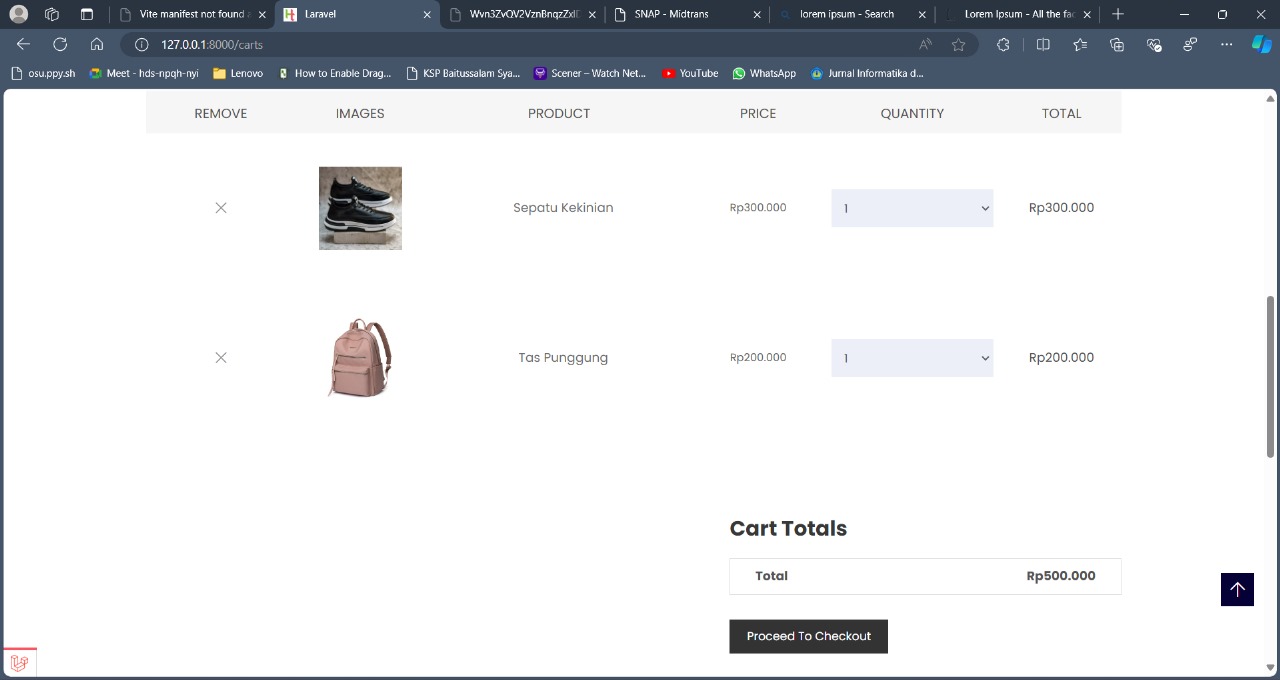 Vite manifest not found a
Laravel
Wvn3ZvQV2VznBnqzZxlD
SNAP - Midtrans
lorem ipsum - Search
Lorem Ipsum - All the fac
127.0.0.1:8000/carts
osu.ppy.sh
Meet - hds-npqh-nyi
Lenovo
How to Enable Drag...
KSP Baitussalam Sya...
Scener – Watch Net...
YouTube
WhatsApp
Jurnal Informatika d...
REMOVE IMAGES PRODUCT PRICE QUANTITY TOTAL
Sepatu Kekinian Rp300.000 1 Rp300.000
Tas Punggung Rp200.000 1 Rp200.000
Cart Totals
Total Rp500.000
Proceed To Checkout